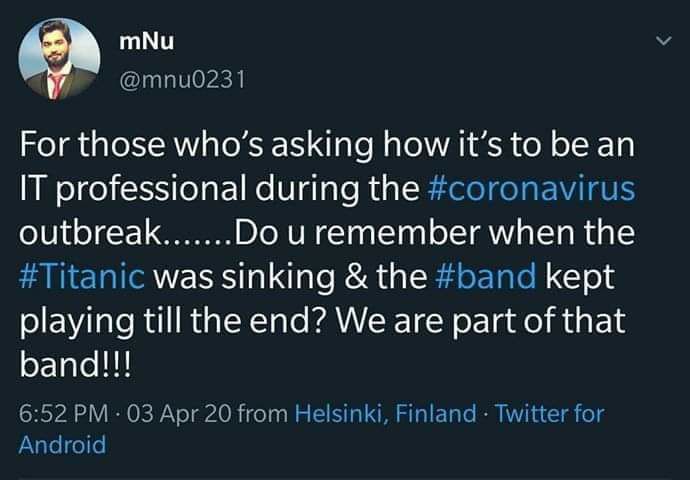 mNu
@mnu0231
For those who's asking how it's to be an
IT professional during the #coronavirus
outbreak.......Do u remember when the
#Titanic was sinking & the #band kept
playing till the end? We are part of that
band!!!
6:52 PM · 03 Apr 20 from Helsinki, Finland · Twitter for
Android